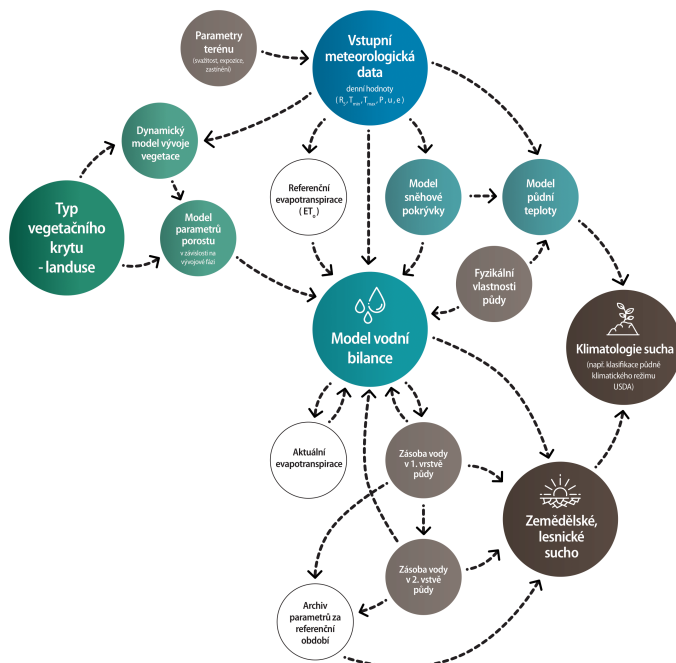 Parametry
terénu
(svažitost, expozice,
zastínění)
Vstupní
meteorologická
data
denní hodnoty
(Rₛ,Tmin,Tmax,P,u,e)
Dynamický
model vývoje
vegetace
Referenční
evapotranspirace
(ETo)
Model
sněhové
pokrývky
Model
půdní
teploty
Typ
vegetačního
krytu
- landuse
Model
parametrů
porostu
v závislosti na
vývojové fázi
Fyzikální
vlastnosti
půdy
Model vodní
bilance
Klimatologie sucha
(např. klasifikace půdně
klimatického režimu
USDA)
Aktuální
evapotranspirace
Zásoba vody
v 1. vrstvě
půdy
Zemědělské,
lesnické
sucho
Zásoba vody
v 2. vstvě
půdy
Archiv
parametrů za
referenční
období